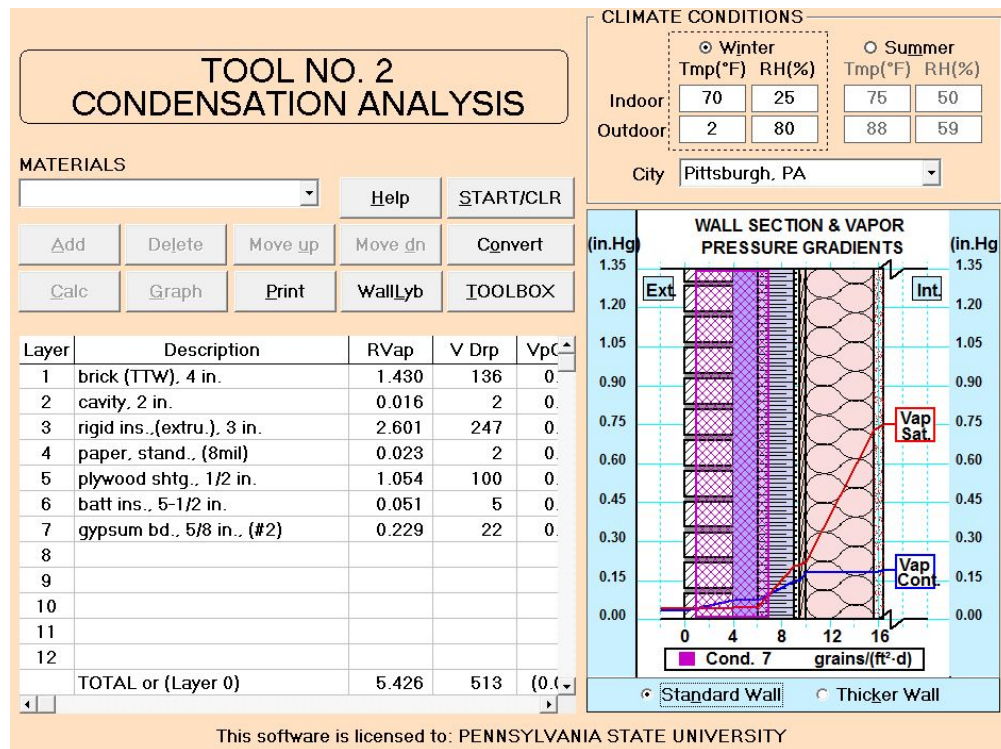 TOOL NO. 2
CONDENSATION ANALYSIS
CLIMATE CONDITIONS
Winter Summer
Tmp(°F) RH(%) Tmp(°F) RH(%)
Indoor 70 25 75 50
Outdoor 2 80 88 59
City Pittsburgh, PA
MATERIALS
Help START/CLR
Add Delete Move up Move dn Convert
Calc Graph Print WallLyb TOOLBOX
Layer Description RVap V Drp
1 brick (TTW), 4 in. 1.430 136 0.
2 cavity, 2 in. 0.016 2 0.
3 rigid ins.,(extru.), 3 in. 2.601 247 0.
4 paper, stand., (8mil) 0.023 2 0.
5 plywood shtg., 1/2 in. 1.054 100 0.
6 batt ins., 5-1/2 in. 0.051 5 0.
7 gypsum bd., 5/8 in., (#2) 0.229 22 0.
8
9
10
11
12
TOTAL or (Layer 0) 5.426 513
WALL SECTION & VAPOR
PRESSURE GRADIENTS
(in.Hg) (in.Hg
1.35 1.35
Ext. Int.
1.20 1.20
1.05 1.05
0.90 0.90
0.75 Vap 0.75
Sat.
0.60 0.60
0.45 0.45
0.30 0.30
Vap
0.15 Cont. 0.15
0.00 0.00
0 4 8 12 16
Cond. 7 grains/(ft²·d)
Standard Wall Thicker Wall
This software is licensed to: PENNSYLVANIA STATE UNIVERSITY